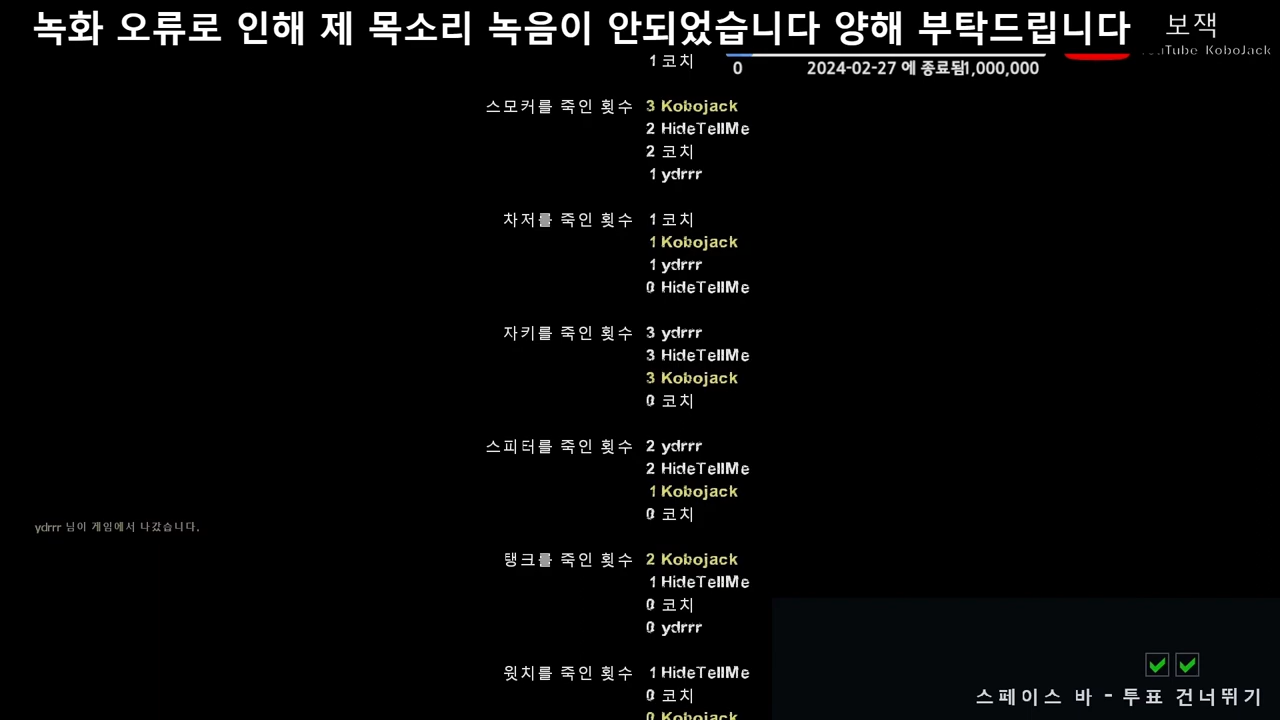 녹화 오류로 인해 제 목소리 녹음이 안되었습니다 양해 부탁드립니다
보잭
YouTube KoboJack
1 코치
0 2024-02-27 에 종료됨 1,000,000
스모커를 죽인 횟수 3 Kobojack
2 HideTellMe
2 코치
1 ydrrr
차저를 죽인 횟수 1 코치
1 Kobojack
1 ydrrr
0 HideTellMe
자키를 죽인 횟수 3 ydrrr
3 HideTellMe
3 Kobojack
0 코치
스피터를 죽인 횟수 2 ydrrr
2 HideTellMe
1 Kobojack
0 코치
ydrrr 님이 게임에서 나갔습니다.
탱크를 죽인 횟수 2 Kobojack
1 HideTellMe
0 코치
0 ydrrr
윗치를 죽인 횟수 1 HideTellMe
0 코치
0 Kobojack
스페이스 바 - 투표 건너뛰기